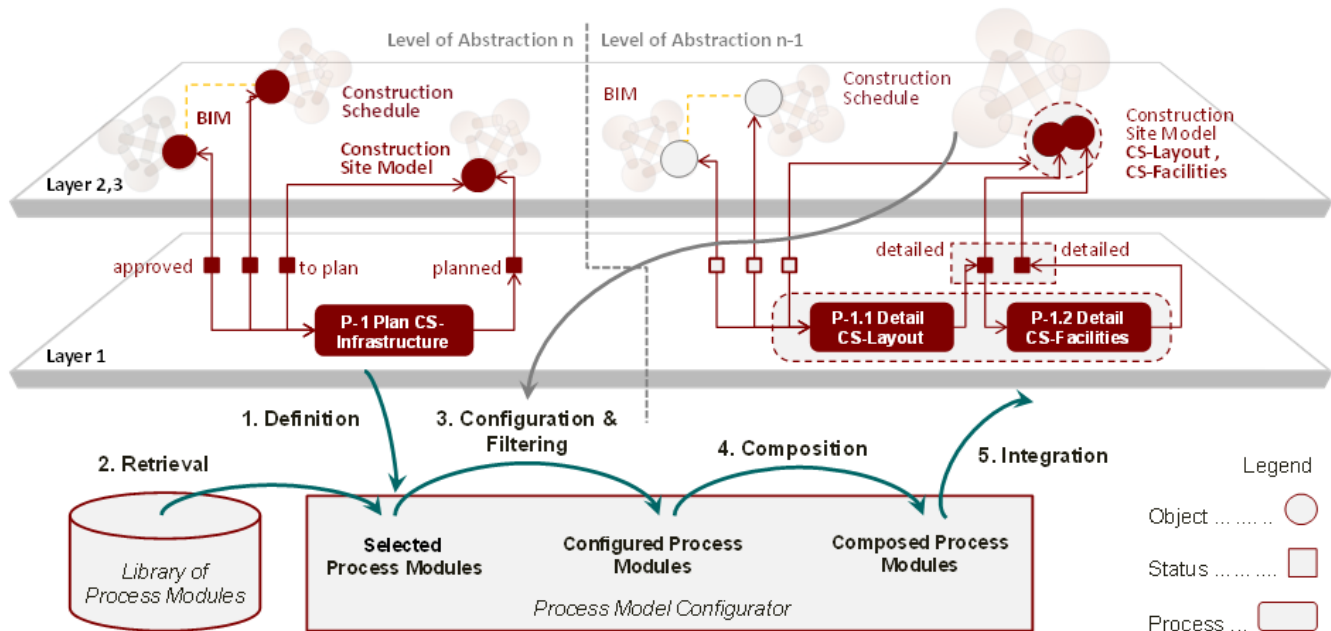 Level of Abstraction n
Level of Abstraction n-1
BIM
Construction
Schedule
Construction
Site Model
Layer 2,3
BIM
Construction
Schedule
Construction
Site Model
CS-Layout ,
CS-Facilities
approved
to plan
planned
detailed
detailed
P-1 Plan CS-
Infrastructure
P-1.1 Detail
CS-Layout
P-1.2 Detail
CS-Facilities
Layer 1
1. Definition
2. Retrieval
3. Configuration &
Filtering
4. Composition
5. Integration
Library of
Process Modules
Selected
Process Modules
Configured Process
Modules
Composed Process
Modules
Process Model Configurator
Legend
Object ... .... ..
Status ... ... ....
Process ...